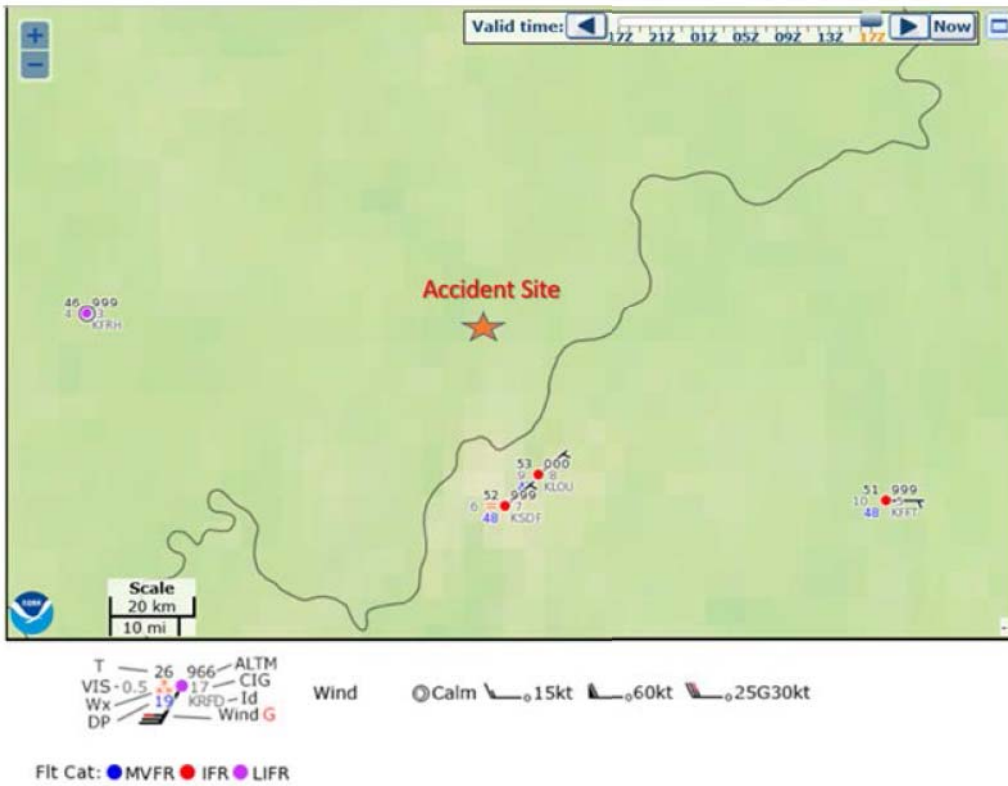 Valid time: Now
17Z 21Z 01Z 05Z 09Z 13Z 17Z
Accident Site
46 999
4 3
KFRH
53 000
9 8
KLOU
52 999
6 = 7
48 KSDF
51 999
10 5
48 KFFT
Scale
20 km
10 mi
T 26 966 ALTM
VIS 0.5 17 CIG
Wx KRFD Id
DP 19 Wind G
Wind Calm 15kt 60kt 25G30kt
Flt Cat: MVFR IFR LIFR